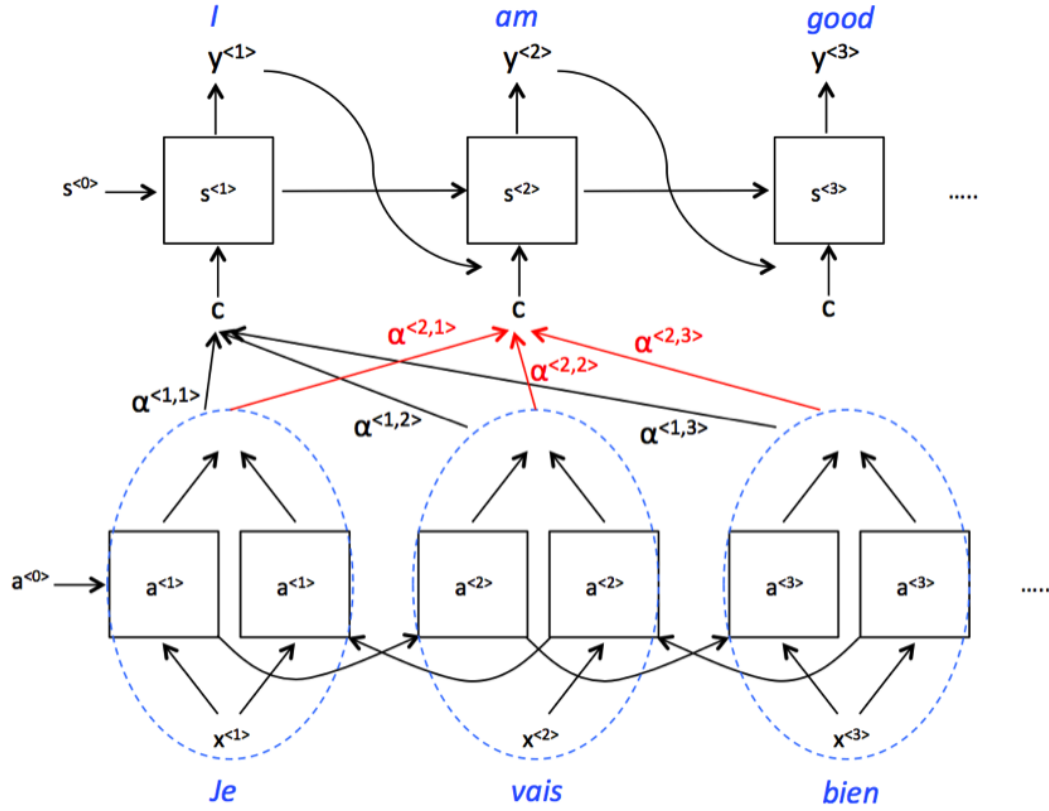 I am good
y<1> y<2> y<3>
s<0> s<1> s<2> s<3> .....
c c c
α<2,1> α<2,2> α<2,3>
α<1,1> α<1,2> α<1,3>
a<0> a<1> a<1> a<2> a<2> a<3> a<3> .....
x<1> x<2> x<3>
Je vais bien